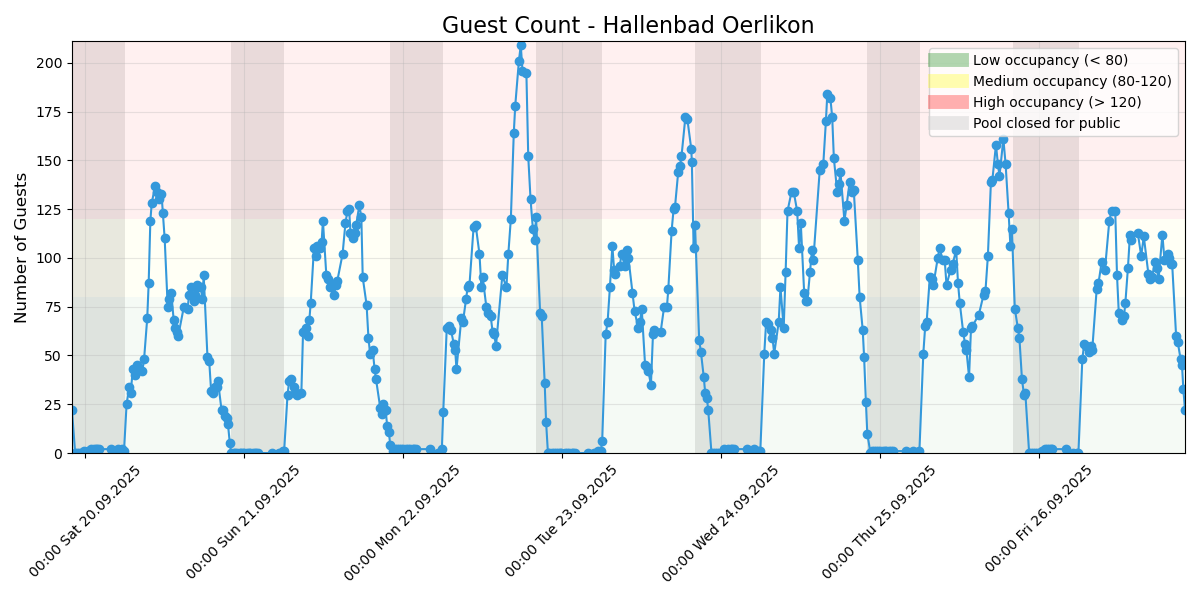 Guest Count - Hallenbad Oerlikon
Low occupancy (< 80)
Medium occupancy (80-120)
High occupancy (> 120)
Pool closed for public
Number of Guests
200
175
150
125
100
75
50
25
0
00:00 Sat 20.09.2025
00:00 Sun 21.09.2025
00:00 Mon 22.09.2025
00:00 Tue 23.09.2025
00:00 Wed 24.09.2025
00:00 Thu 25.09.2025
00:00 Fri 26.09.2025